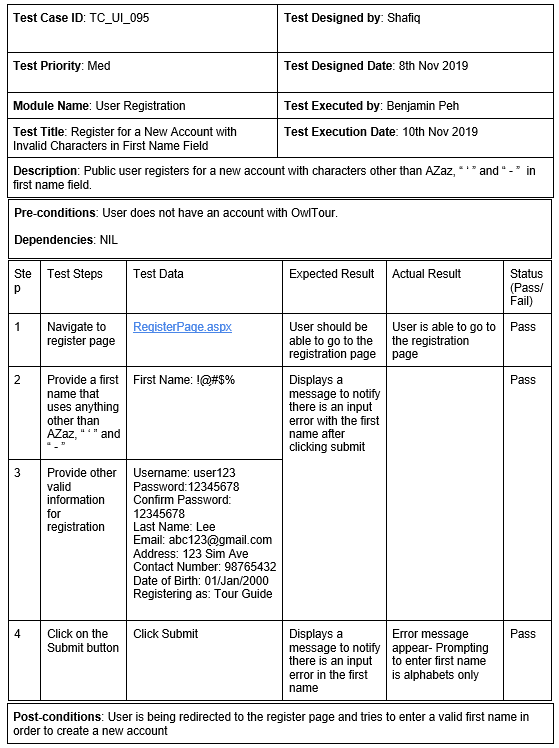 Test Case ID: TC_UI_095
Test Designed by: Shafiq
Test Priority: Med
Test Designed Date: 8th Nov 2019
Module Name: User Registration
Test Executed by: Benjamin Peh
Test Title: Register for a New Account with
Invalid Characters in First Name Field
Test Execution Date: 10th Nov 2019
Description: Public user registers for a new account with characters other than AZaz, “ ‘ ” and “ - ” in
first name field.
Pre-conditions: User does not have an account with OwlTour.
Dependencies: NIL
Ste
p
Test Steps
Test Data
Expected Result
Actual Result
Status
(Pass/
Fail)
1
Navigate to
register page
RegisterPage.aspx
User should be
able to go to the
registration page
User is able to go to
the registration
page
Pass
2
Provide a first
name that
uses anything
other than
AZaz, “ ‘ ” and
“ - ”
First Name: !@#$%
Displays a
message to notify
there is an input
error with the first
name after
clicking submit
Pass
3
Provide other
valid
information
for
registration
Username: user123
Password:12345678
Confirm Password:
12345678
Last Name: Lee
Email: abc123@gmail.com
Address: 123 Sim Ave
Contact Number: 98765432
Date of Birth: 01/Jan/2000
Registering as: Tour Guide
4
Click on the
Submit button
Click Submit
Displays a
message to notify
there is an input
error in the first
name
Error message
appear- Prompting
to enter first name
is alphabets only
Pass
Post-conditions: User is being redirected to the register page and tries to enter a valid first name in
order to create a new account